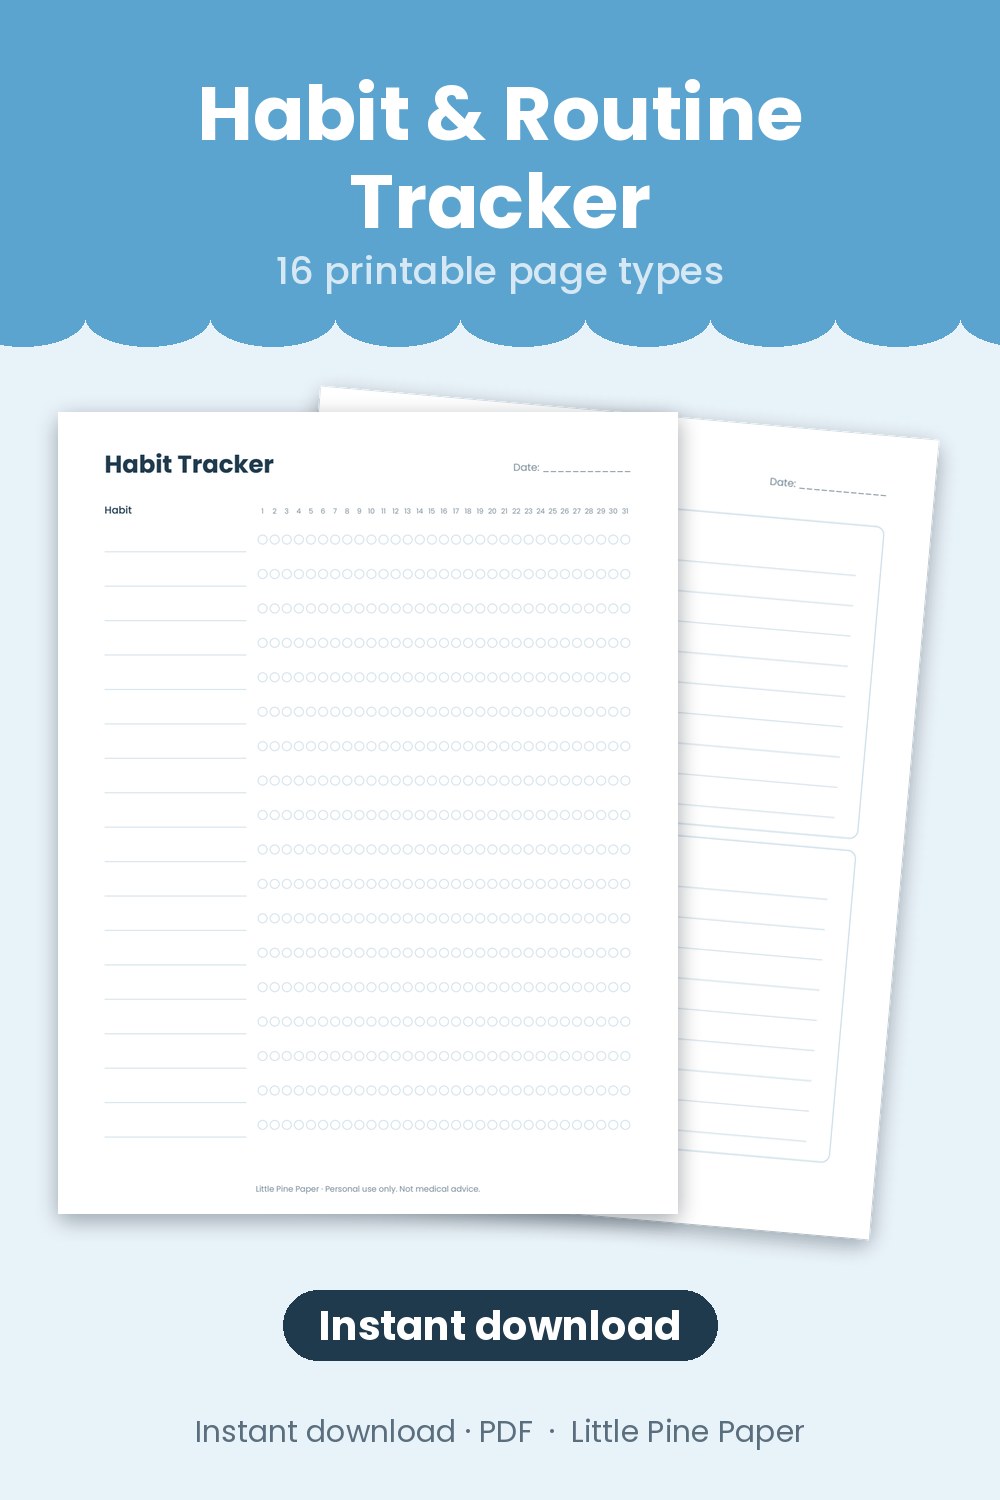 Habit & Routine
Tracker
16 printable page types
Habit Tracker
Date: ____________
Date: ____________
Habit
1 2 3 4 5 6 7 8 9 10 11 12 13 14 15 16 17 18 19 20 21 22 23 24 25 26 27 28 29 30 31
Little Pine Paper · Personal use only. Not medical advice.
Instant download
Instant download · PDF · Little Pine Paper